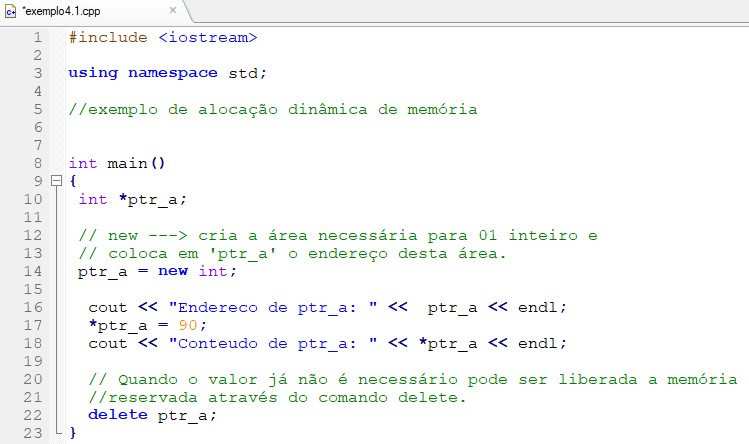 *exemplo4.1.cpp
1 #include <iostream>
2
3 using namespace std;
4
5 //exemplo de alocação dinâmica de memória
6
7
8 int main()
9 {
10 int *ptr_a;
11
12 // new ---> cria a área necessária para 01 inteiro e
13 // coloca em 'ptr_a' o endereço desta área.
14 ptr_a = new int;
15
16 cout << "Endereco de ptr_a: " <<  ptr_a << endl;
17 *ptr_a = 90;
18 cout << "Conteudo de ptr_a: " << *ptr_a << endl;
19
20 // Quando o valor já não é necessário pode ser liberada a memória
21 //reservada através do comando delete.
22 delete ptr_a;
23 }